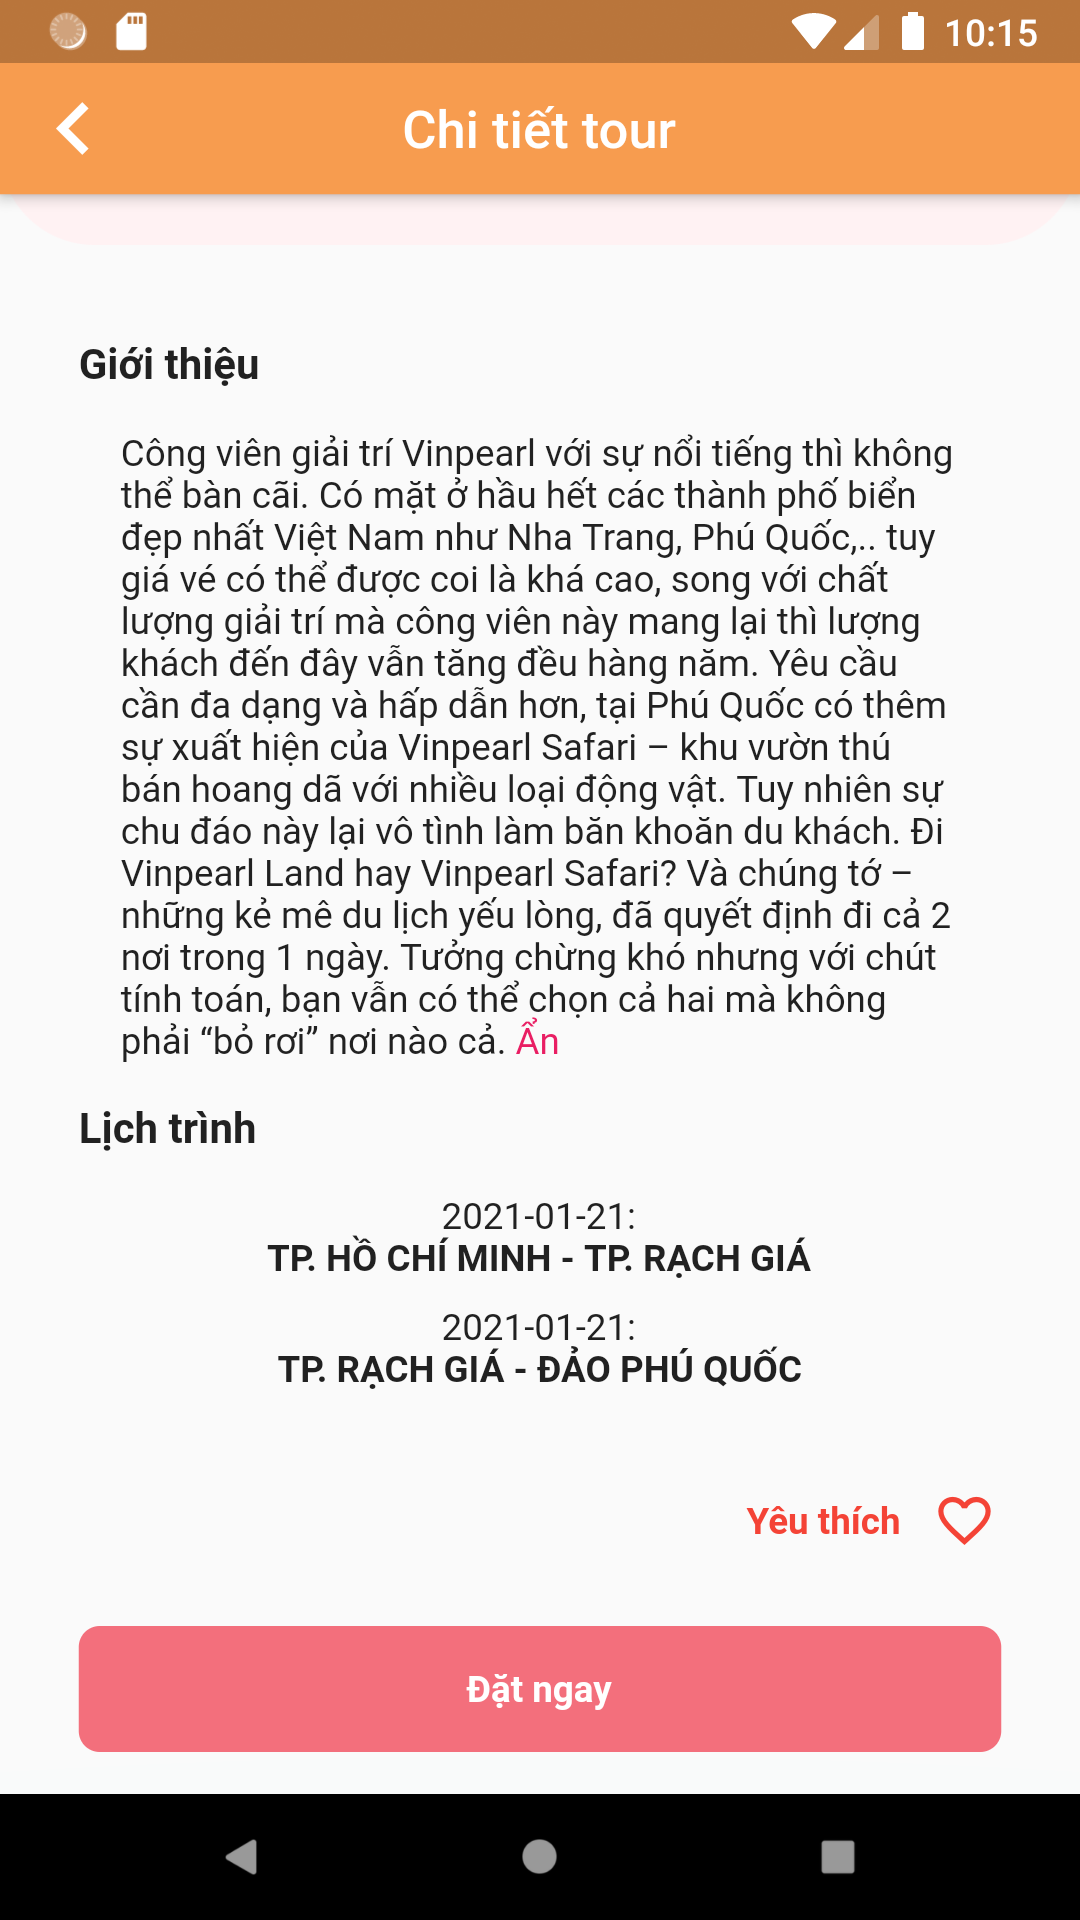 10:15
Chi tiết tour
Giới thiệu
Công viên giải trí Vinpearl với sự nổi tiếng thì không
thể bàn cãi. Có mặt ở hầu hết các thành phố biển
đẹp nhất Việt Nam như Nha Trang, Phú Quốc,.. tuy
giá vé có thể được coi là khá cao, song với chất
lượng giải trí mà công viên này mang lại thì lượng
khách đến đây vẫn tăng đều hàng năm. Yêu cầu
cần đa dạng và hấp dẫn hơn, tại Phú Quốc có thêm
sự xuất hiện của Vinpearl Safari – khu vườn thú
bán hoang dã với nhiều loại động vật. Tuy nhiên sự
chu đáo này lại vô tình làm băn khoăn du khách. Đi
Vinpearl Land hay Vinpearl Safari? Và chúng tớ –
những kẻ mê du lịch yếu lòng, đã quyết định đi cả 2
nơi trong 1 ngày. Tưởng chừng khó nhưng với chút
tính toán, bạn vẫn có thể chọn cả hai mà không
phải “bỏ rơi” nơi nào cả. Ẩn
Lịch trình
2021-01-21:
TP. HỒ CHÍ MINH - TP. RẠCH GIÁ
2021-01-21:
TP. RẠCH GIÁ - ĐẢO PHÚ QUỐC
Yêu thích
Đặt ngay